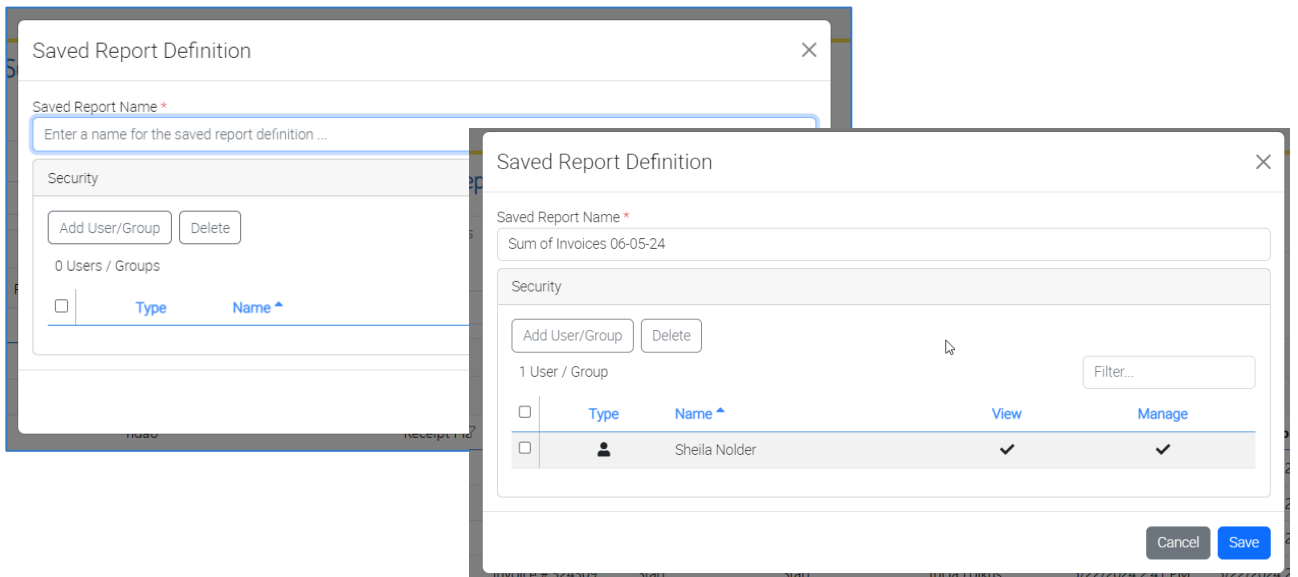 Saved Report Definition
Saved Report Name *
Enter a name for the saved report definition ...
Security
Add User/Group Delete
0 Users / Groups
Type Name
Saved Report Definition
Saved Report Name *
Sum of Invoices 06-05-24
Security
Add User/Group Delete
1 User / Group
Filter...
Type Name View Manage
Sheila Nolder
Cancel Save